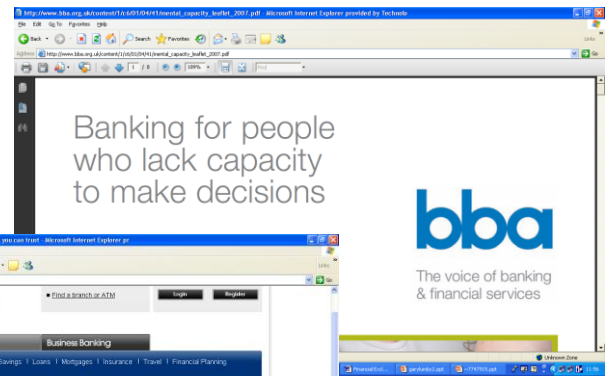 http://www.bba.org.uk/content/1/c6/01/04/41/mental_capacity_leaflet_2007.pdf - Microsoft Internet Explorer provided by Technolo
File Edit Go To Favorites Help
Back Search Favorites
Links
Address http://www.bba.org.uk/content/1/c6/01/04/41/mental_capacity_leaflet_2007.pdf
Go
1 / 8
109%
Find
Banking for people
who lack capacity
to make decisions
bba
The voice of banking
& financial services
you can trust - Microsoft Internet Explorer pr
Links
Go
Find a branch or ATM
Login
Register
Business Banking
Savings | Loans | Mortgages | Insurance | Travel | Financial Planning
Unknown Zone
11:56